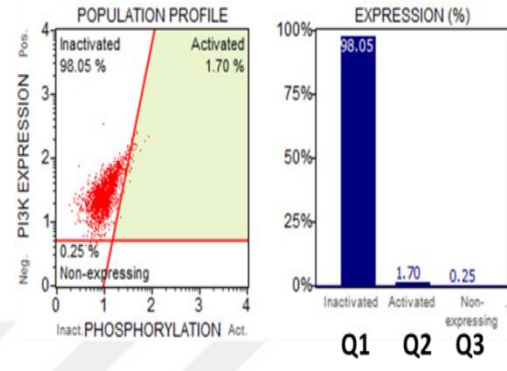 POPULATION PROFILE
4
3
2
1
0
Pos.
PI3K EXPRESSION
Neg.
Inactivated
98.05 %
Activated
1.70 %
0.25 %
Non-expressing
0 1 2 3 4
Inact. PHOSPHORYLATION Act.
EXPRESSION (%)
100%
75%
50%
25%
0%
98.05
1.70
0.25
Inactivated
Activated
Non-
expressing
Q1 Q2 Q3